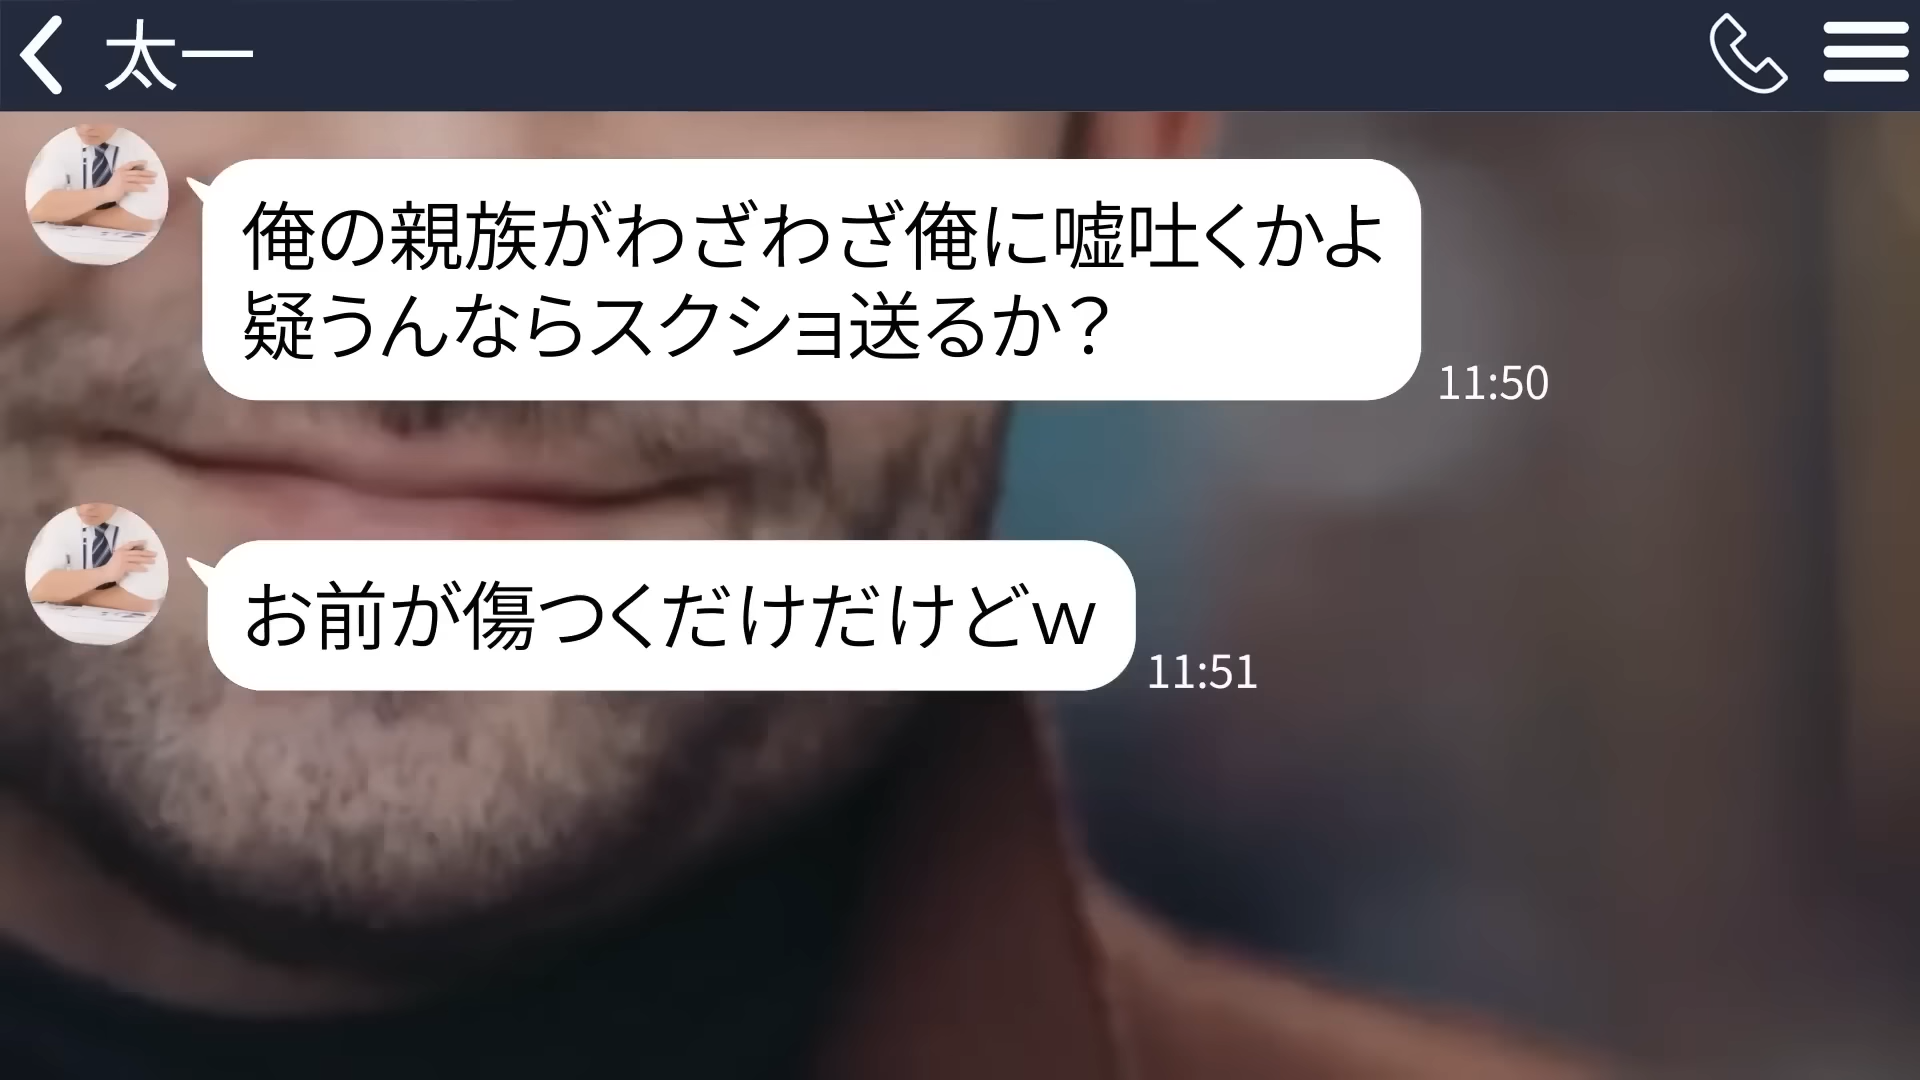 太一
俺の親族がわざわざ俺に嘘吐くかよ
疑うんならスクショ送るか？
11:50
お前が傷つくだけだけどw
11:51